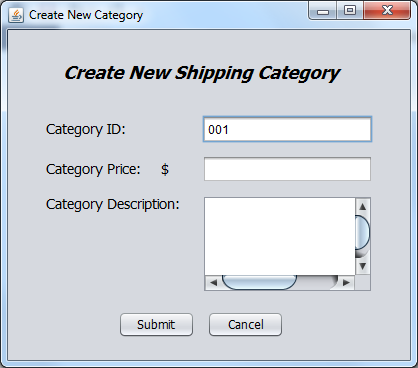 Create New Category
Create New Shipping Category
Category ID: 001
Category Price: $
Category Description:
Submit Cancel